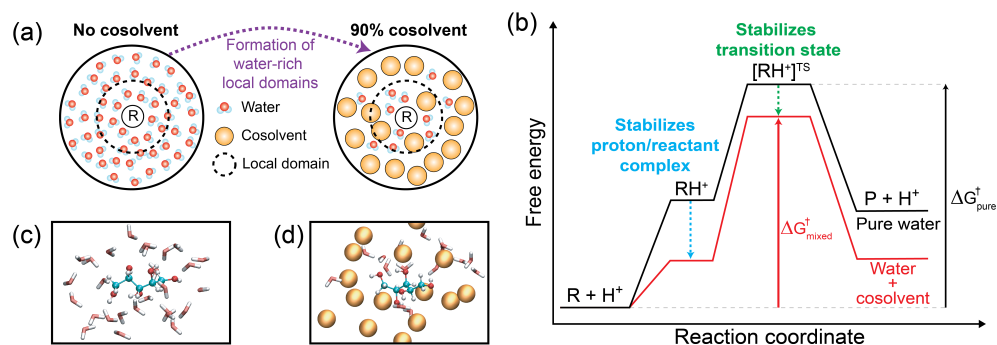 (a)
No cosolvent
90% cosolvent
Formation of
water-rich
local domains
R
Water
Cosolvent
Local domain
R
(b)
Free energy
Reaction coordinate
Stabilizes
transition state
[RH⁺]ᵀˢ
Stabilizes
proton/reactant
complex
RH⁺
R + H⁺
P + H⁺
Pure water
ΔG†pure
ΔG†mixed
Water
+
cosolvent
(c)
(d)